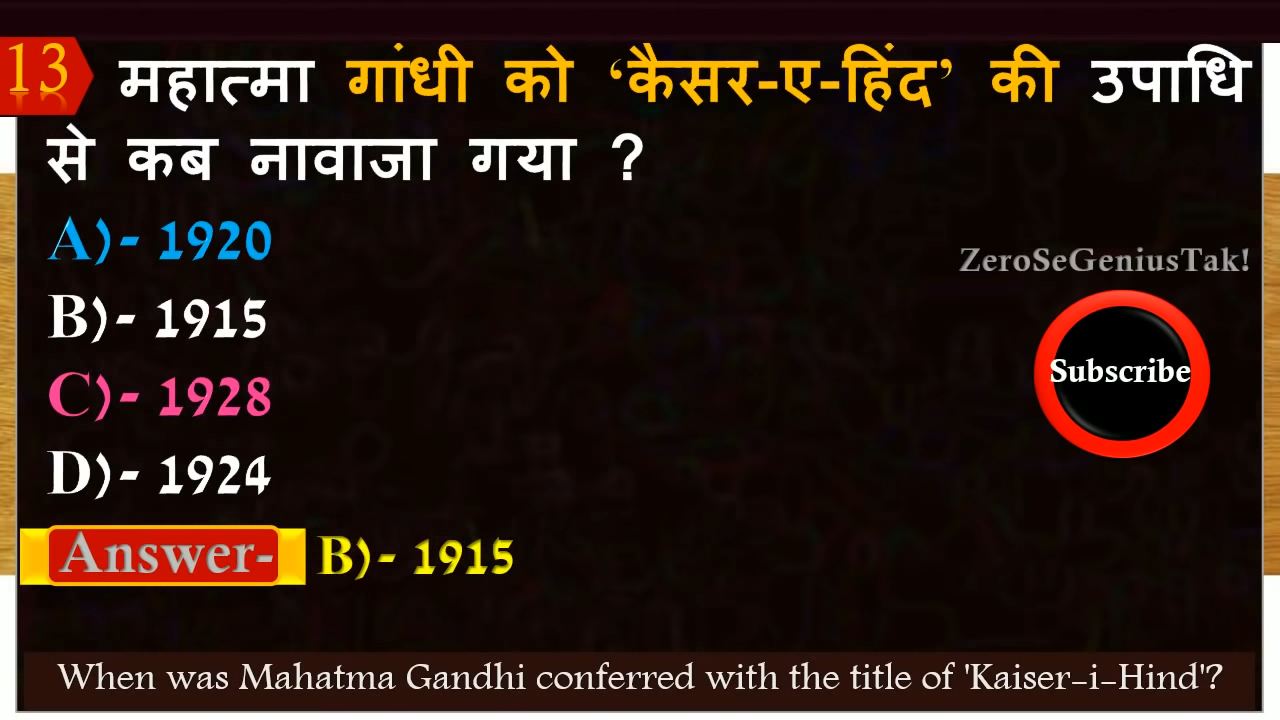 13 महात्मा गांधी को ‘कैसर-ए-हिंद’ की उपाधि
से कब नावाजा गया ?
A)- 1920
ZeroSeGeniusTak!
B)- 1915
Subscribe
C)- 1928
D)- 1924
Answer- B)- 1915
When was Mahatma Gandhi conferred with the title of 'Kaiser-i-Hind'?